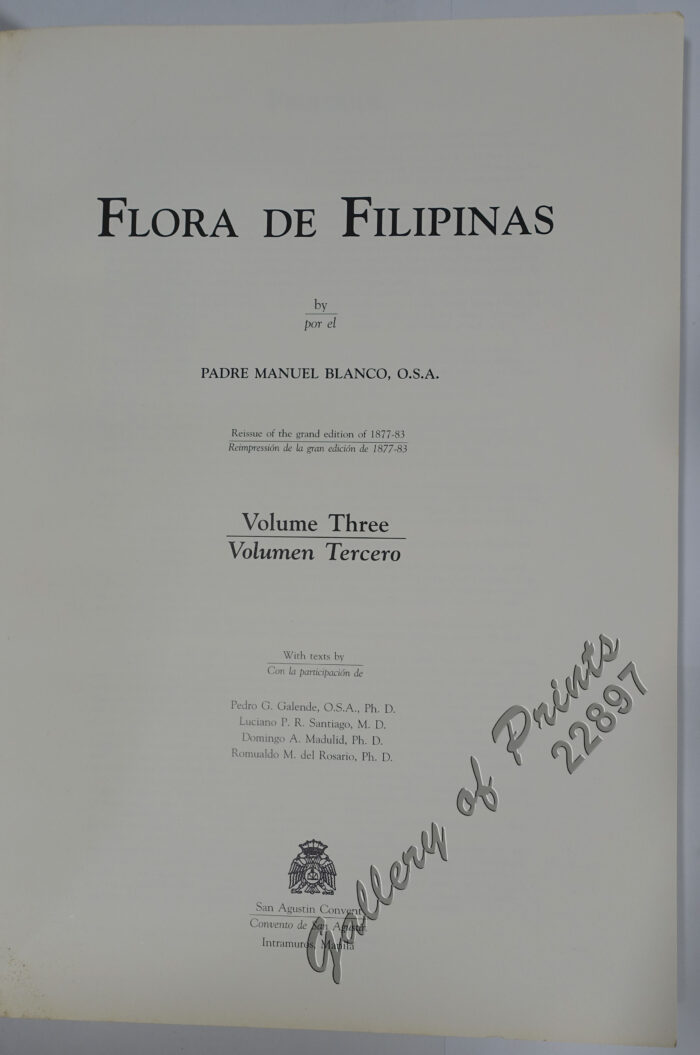 FLORA DE FILIPINAS
by
por el
PADRE MANUEL BLANCO, O.S.A.
Reissue of the grand edition of 1877-83
Reimpresión de la gran edición de 1877-83
Volume Three
Volumen Tercero
With texts by
Con la participación de
Pedro G. Galende, O.S.A., Ph. D.
Luciano P. R. Santiago, M. D.
Domingo A. Madulid, Ph. D.
Romualdo M. del Rosario, Ph. D.
San Agustin Convent
Convento de San Agustín
Intramuros, Manila
Gallery of Prints
22897